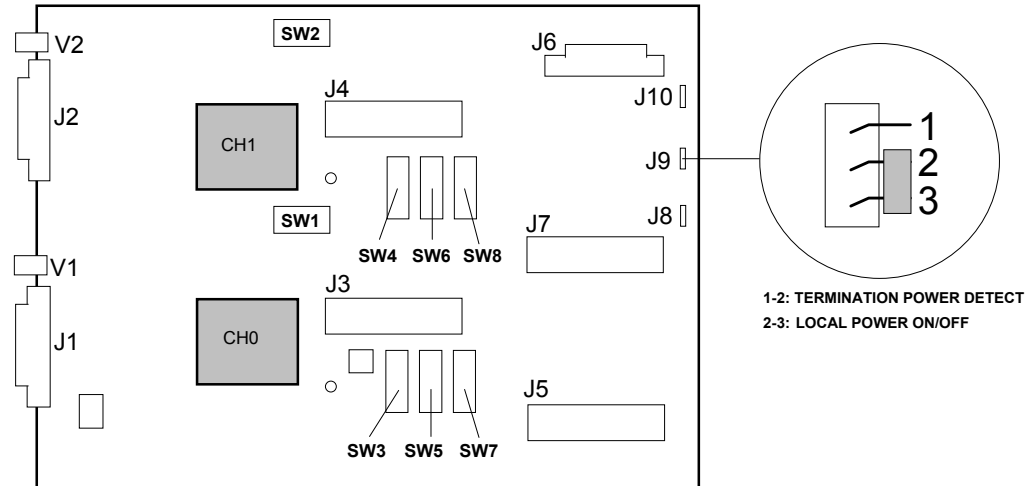 SW2
V2
J6
J2
J4
J10
1
CH1
J9
2
3
SW1
J8
J7
SW4 SW6 SW8
V1
J3
1-2: TERMINATION POWER DETECT
2-3: LOCAL POWER ON/OFF
J1
CH0
J5
SW3 SW5 SW7